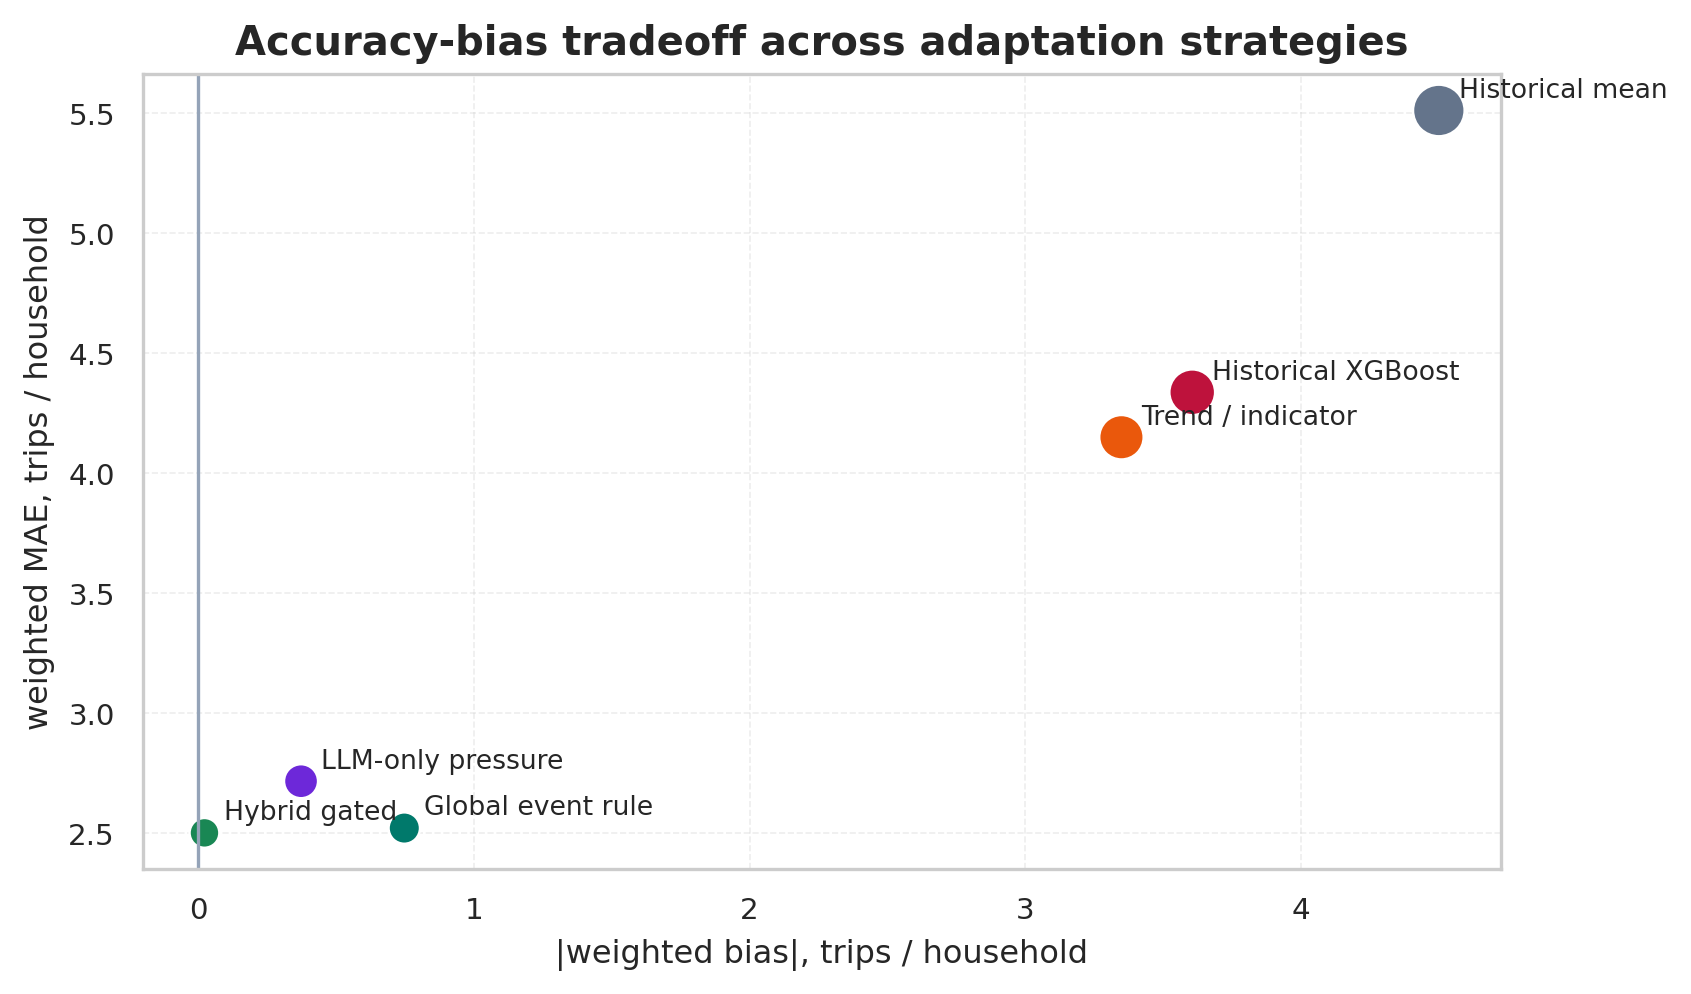 Accuracy-bias tradeoff across adaptation strategies
weighted MAE, trips / household
5.5
5.0
4.5
4.0
3.5
3.0
2.5
Historical mean
Historical XGBoost
Trend / indicator
LLM-only pressure
Hybrid gated
Global event rule
0
1
2
3
4
|weighted bias|, trips / household